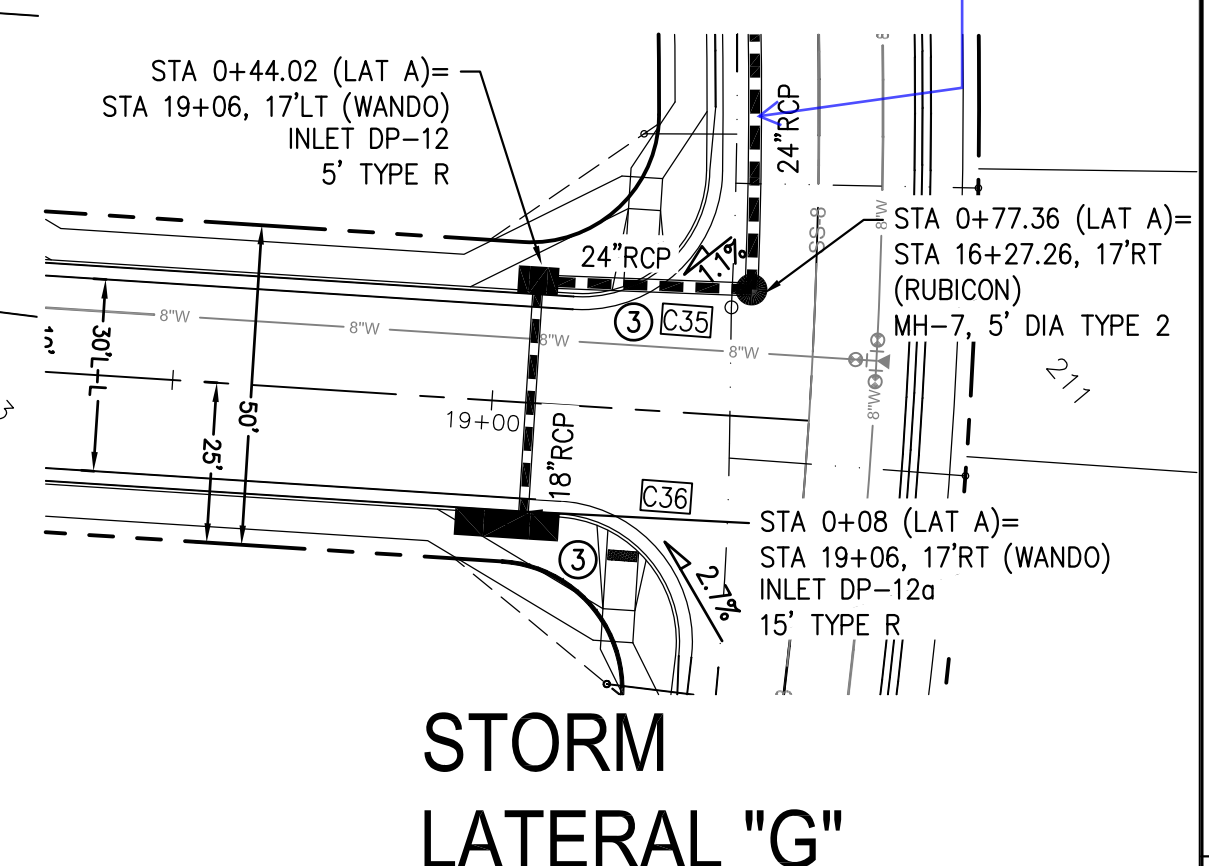 STA 0+44.02 (LAT A)=
STA 19+06, 17'LT (WANDO)
INLET DP-12
5' TYPE R
24"RCP
8"W
SS-8
STA 0+77.36 (LAT A)=
STA 16+27.26, 17'RT
(RUBICON)
MH-7, 5' DIA TYPE 2
24"RCP
1.1%
3
C35
8"W
8"W
8"W
8"W
8"W
30'L-L
50'
25'
19+00
18"RCP
211
3
C36
STA 0+08 (LAT A)=
STA 19+06, 17'RT (WANDO)
INLET DP-12a
15' TYPE R
3
2.7%
STORM
LATERAL "G"